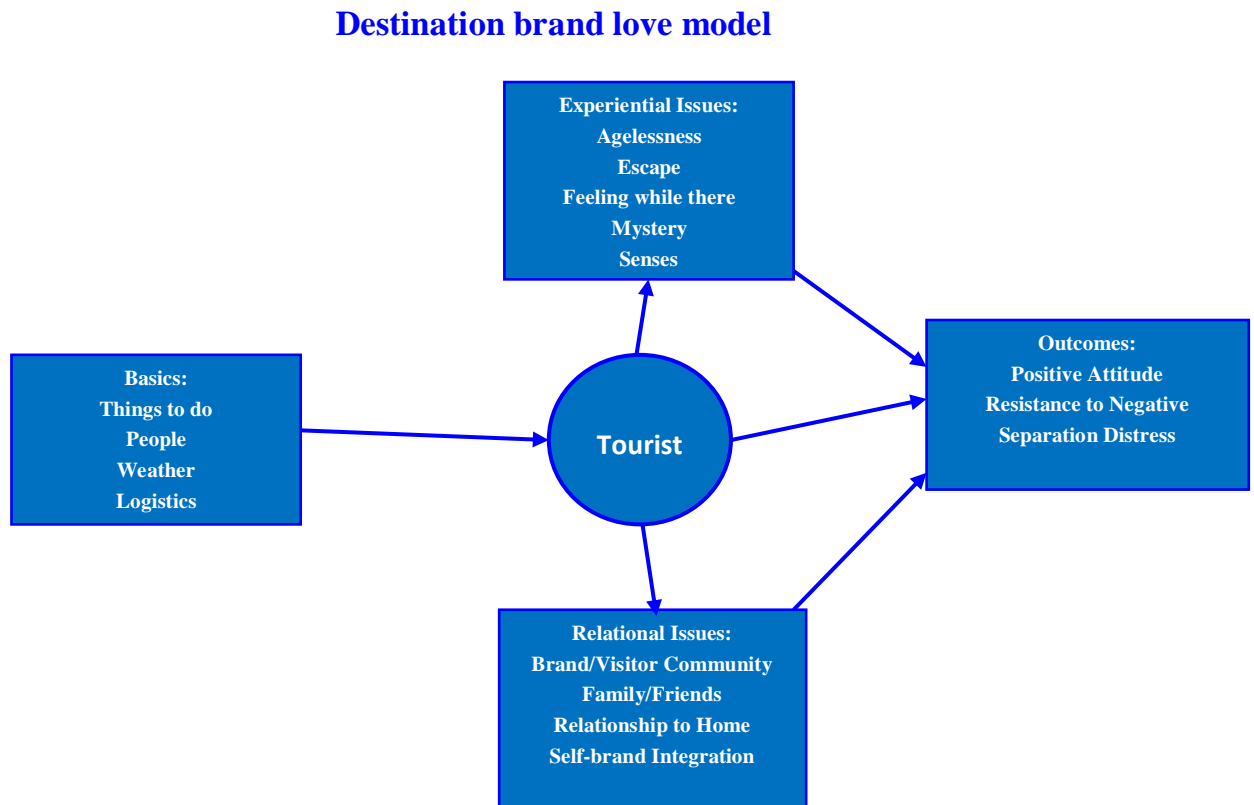 Destination brand love model
Experiential Issues:
Agelessness
Escape
Feeling while there
Mystery
Senses
Basics:
Things to do
People
Weather
Logistics
Tourist
Outcomes:
Positive Attitude
Resistance to Negative
Separation Distress
Relational Issues:
Brand/Visitor Community
Family/Friends
Relationship to Home
Self-brand Integration